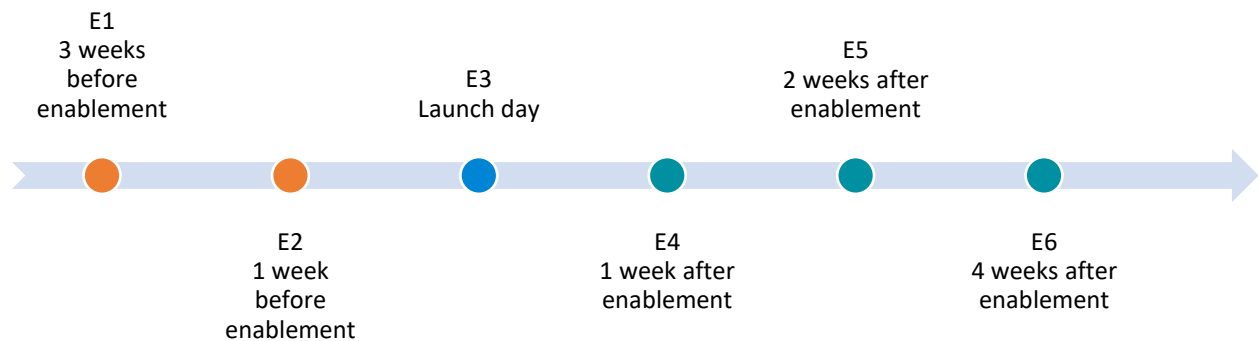 E1
3 weeks
before
enablement
E2
1 week
before
enablement
E3
Launch day
E4
1 week after
enablement
E5
2 weeks after
enablement
E6
4 weeks after
enablement